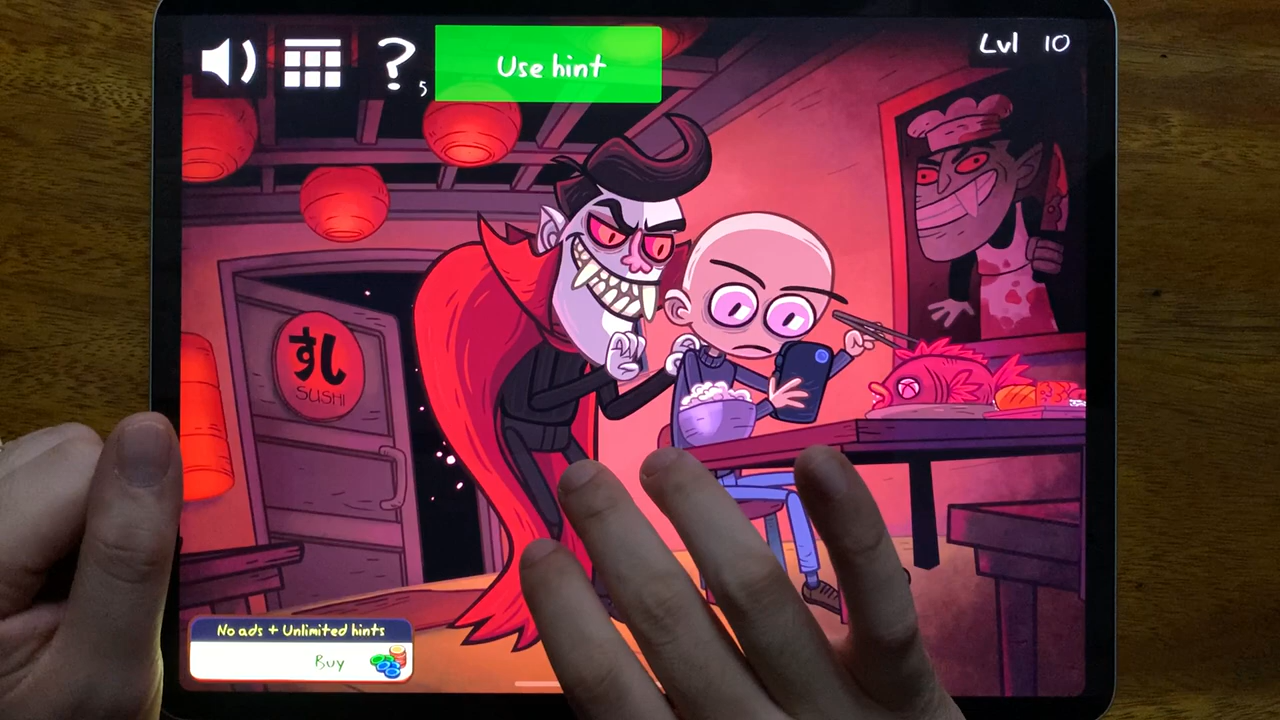 Use hint
Lvl 10
5
すし
SUSHI
No ads + Unlimited hints
Buy